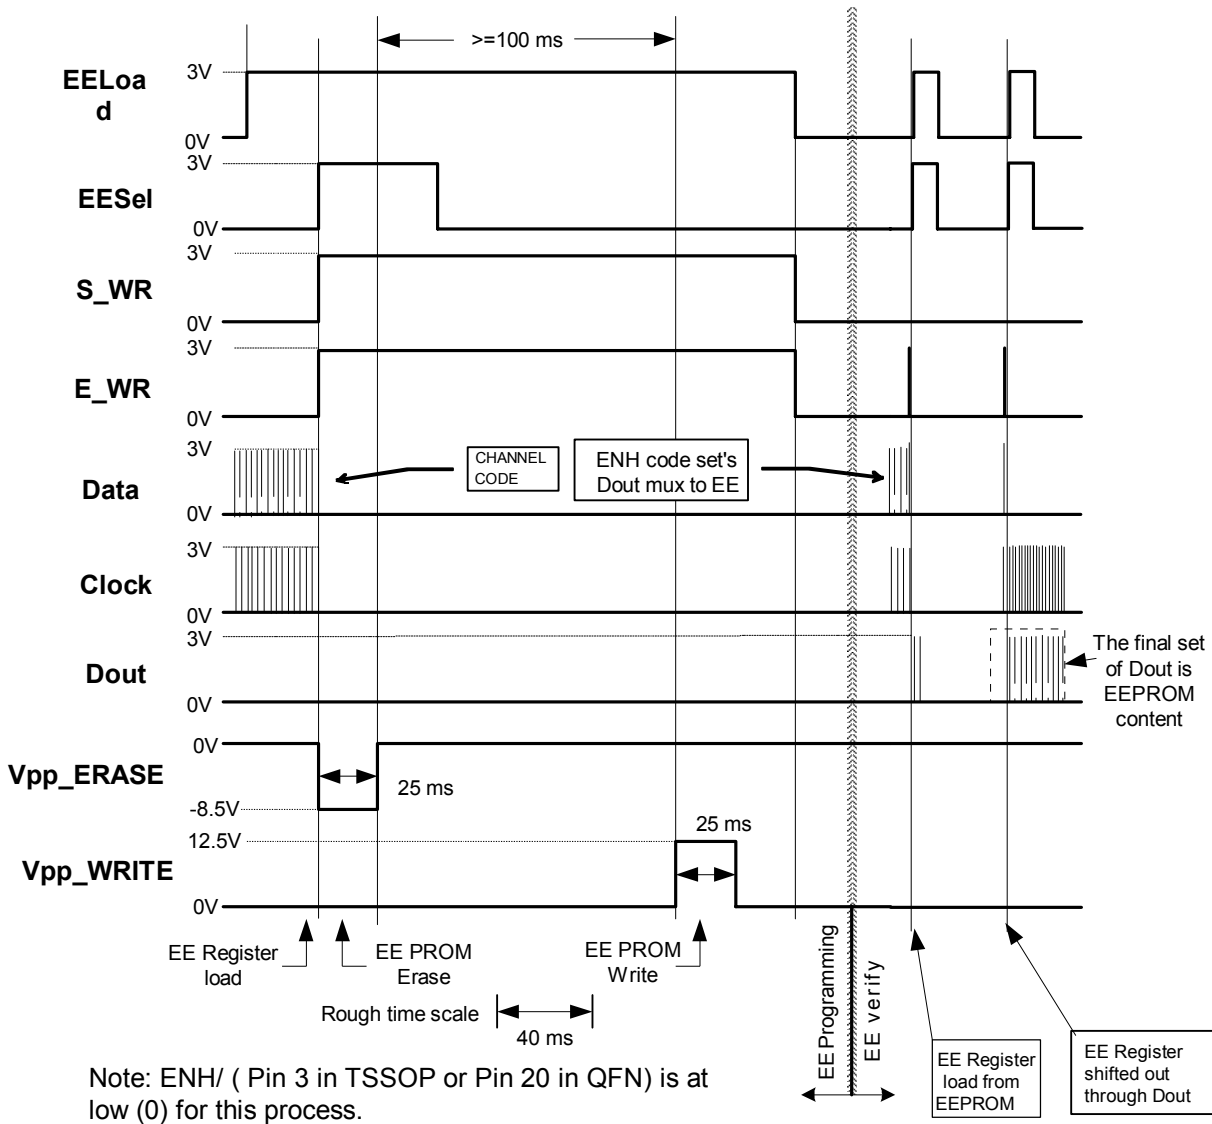 >=100 ms
EELoa
d
3V
0V
EESel
3V
0V
S_WR
3V
0V
E_WR
3V
0V
Data
3V
0V
CHANNEL
CODE
ENH code set's
Dout mux to EE
Clock
3V
0V
Dout
3V
0V
The final set
of Dout is
EEPROM
content
Vpp_ERASE
0V
-8.5V
25 ms
Vpp_WRITE
12.5V
0V
25 ms
EE Register
load
EE PROM
Erase
EE PROM
Write
Rough time scale
40 ms
EE Programming
EE verify
EE Register
load from
EEPROM
EE Register
shifted out
through Dout
Note: ENH/ ( Pin 3 in TSSOP or Pin 20 in QFN) is at
low (0) for this process.